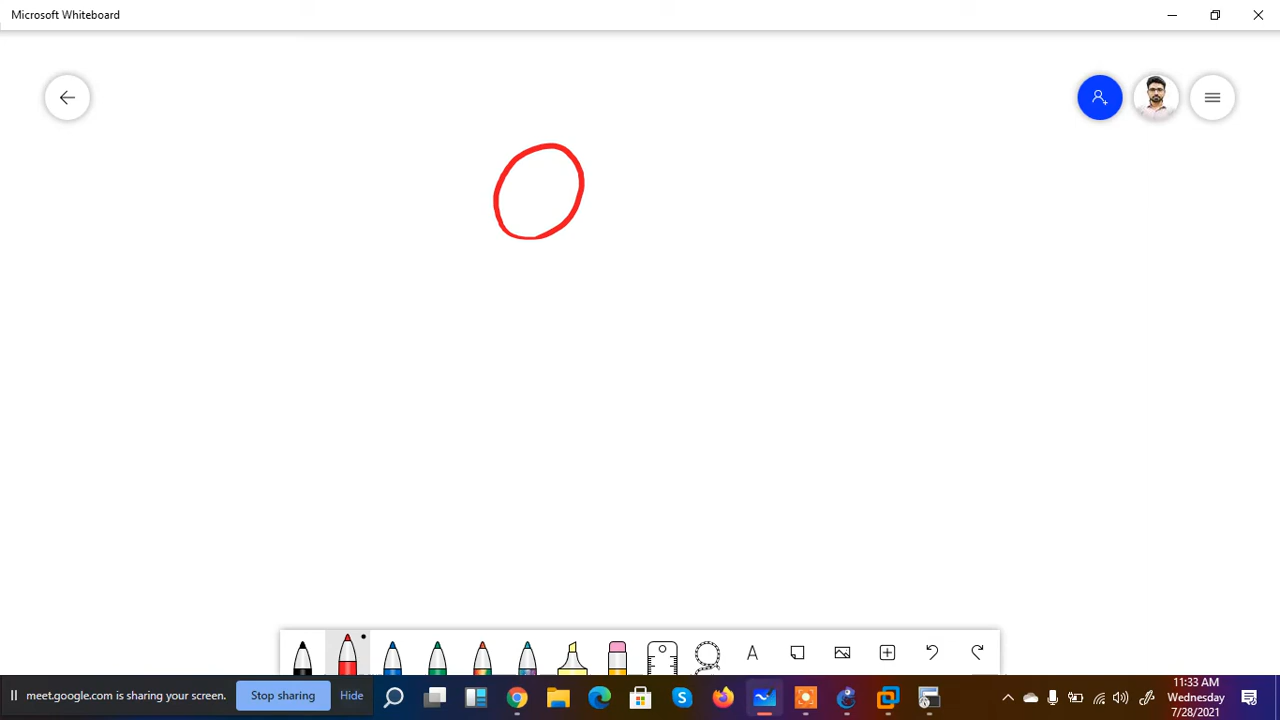 Microsoft Whiteboard
A
meet.google.com is sharing your screen.
Stop sharing
Hide
11:33 AM
Wednesday
7/28/2021